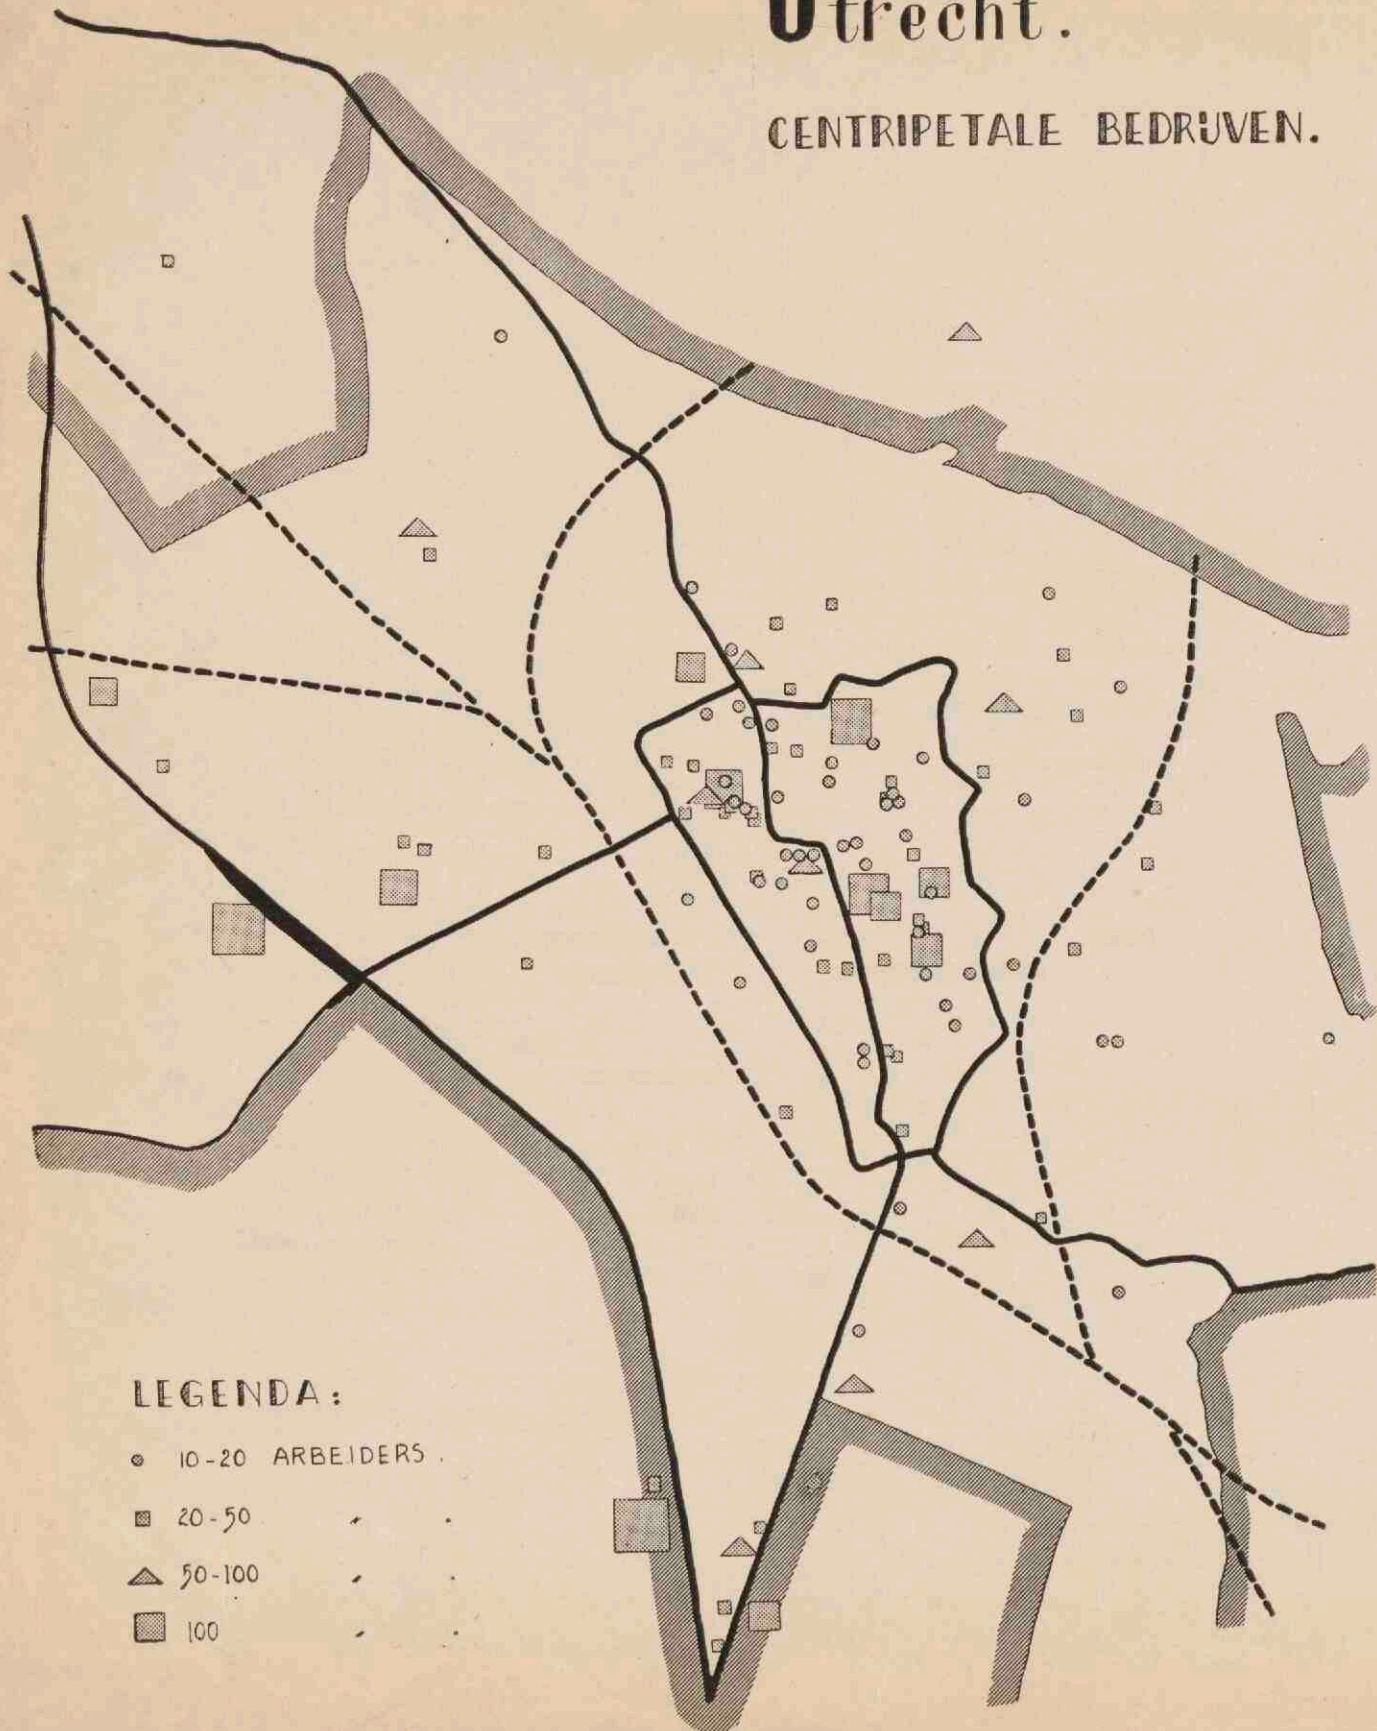 Utrecht.
CENTRIPETALE BEDRIJVEN.
LEGENDA:
10-20 ARBEIDERS.
20-50 " "
50-100 " "
100 " "